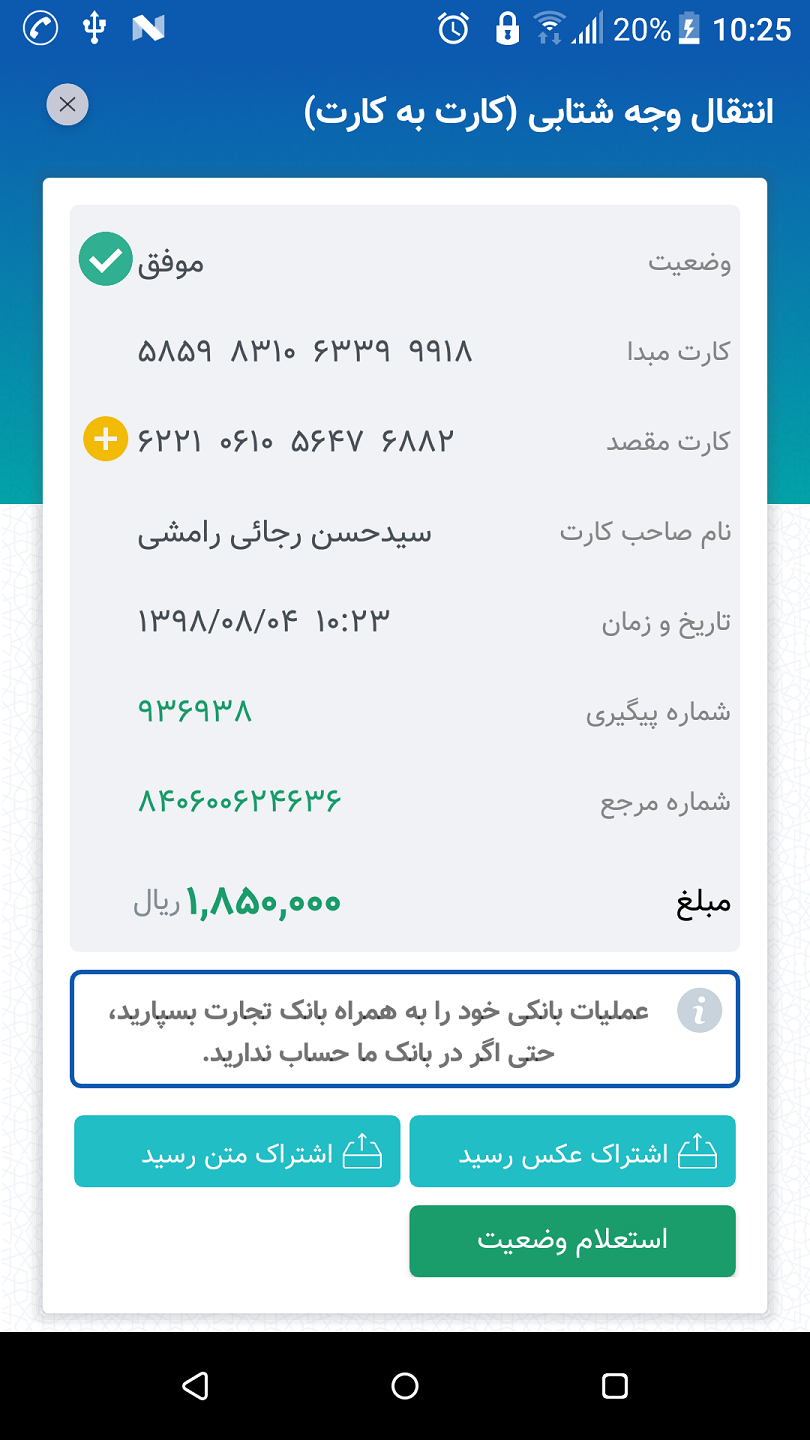 20% 10:25
انتقال وجه شتابی (کارت به کارت)
وضعیت موفق
کارت مبدا ۵۸۵۹ ۸۳۱۰ ۶۳۳۹ ۹۹۱۸
کارت مقصد ۶۲۲۱ ۰۶۱۰ ۵۶۴۷ ۶۸۸۲
نام صاحب کارت سیدحسن رجائی رامشی
تاریخ و زمان ۱۳۹۸/۰۸/۰۴ ۱۰:۲۳
شماره پیگیری ۹۳۶۹۳۸
شماره مرجع ۸۴۰۶۰۰۶۲۴۶۳۶
مبلغ ۱,۸۵۰,۰۰۰ ریال
عملیات بانکی خود را به همراه بانک تجارت بسپارید،
حتی اگر در بانک ما حساب ندارید.
اشتراک عکس رسید اشتراک متن رسید
استعلام وضعیت